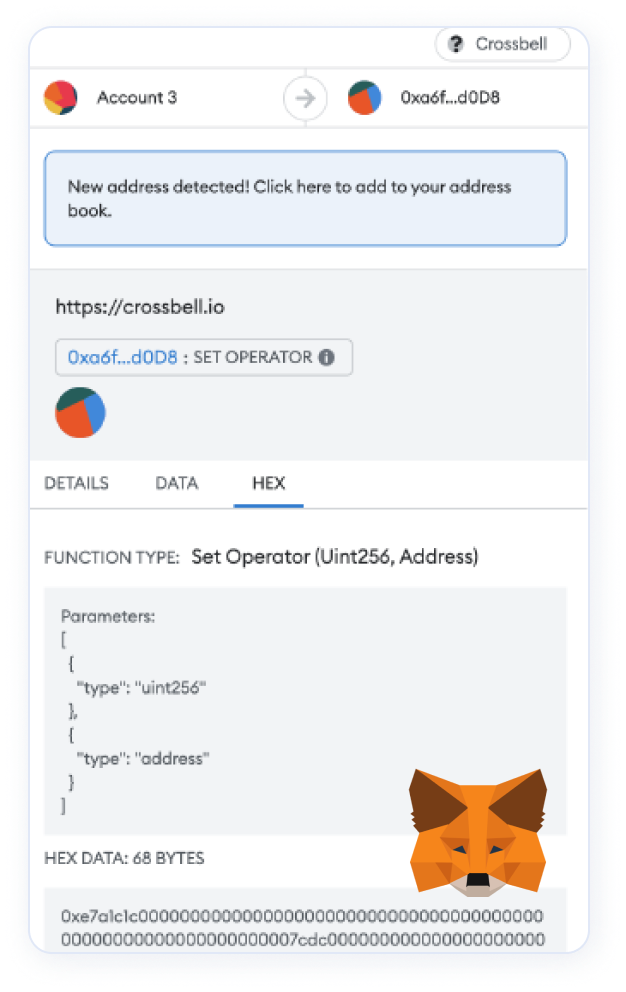 ? Crossbell
Account 3 0xa6f...d0D8
New address detected! Click here to add to your address
book.
https://crossbell.io
0xa6f...d0D8 : SET OPERATOR
DETAILS DATA HEX
FUNCTION TYPE: Set Operator (Uint256, Address)
Parameters:
[
{
"type": "uint256"
},
{
"type": "address"
}
]
HEX DATA: 68 BYTES
0xe7a1c1c000000000000000000000000000000000000000
00000000000000000000007cdc0000000000000000000000